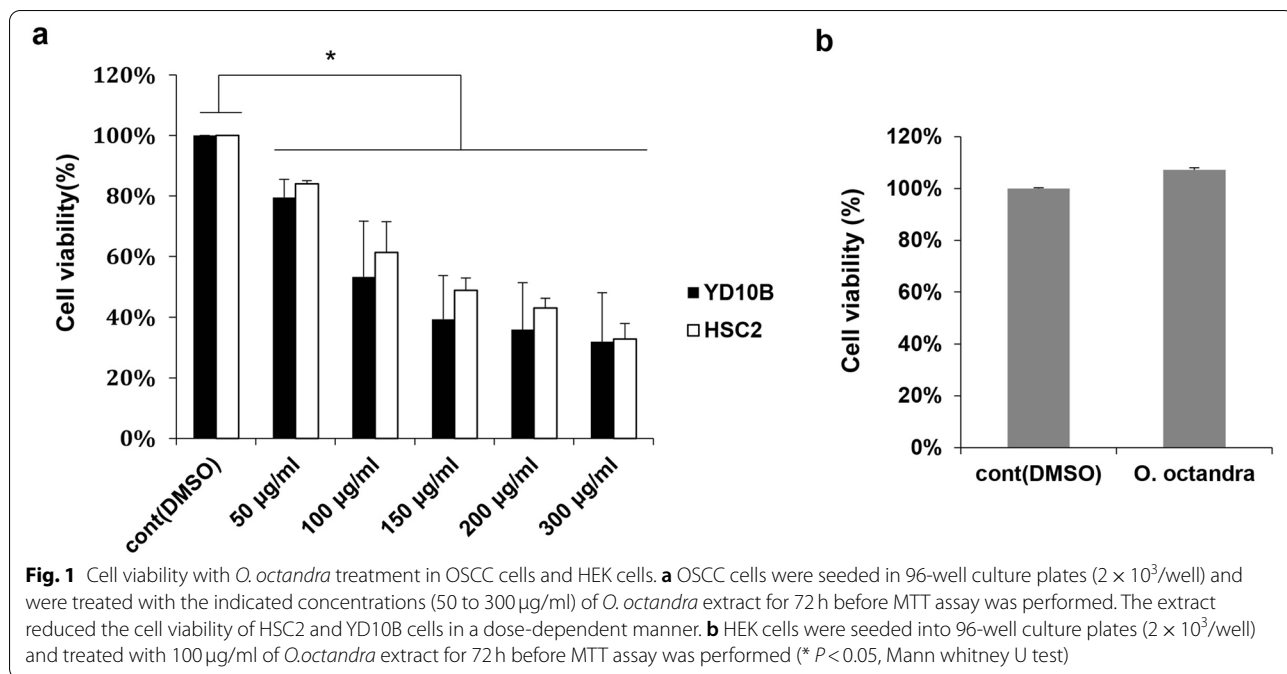 a
*
120%
100%
80%
60%
40%
20%
0%
Cell viability(%)
cont(DMSO)
50 µg/ml
100 µg/ml
150 µg/ml
200 µg/ml
300 µg/ml
YD10B
HSC2
b
120%
100%
80%
60%
40%
20%
0%
Cell viability (%)
cont(DMSO)
O. octandra
Fig. 1 Cell viability with O. octandra treatment in OSCC cells and HEK cells. a OSCC cells were seeded in 96-well culture plates (2 × 10³/well) and
were treated with the indicated concentrations (50 to 300 µg/ml) of O. octandra extract for 72 h before MTT assay was performed. The extract
reduced the cell viability of HSC2 and YD10B cells in a dose-dependent manner. b HEK cells were seeded into 96-well culture plates (2 × 10³/well)
and treated with 100 µg/ml of O.octandra extract for 72 h before MTT assay was performed (* P < 0.05, Mann whitney U test)